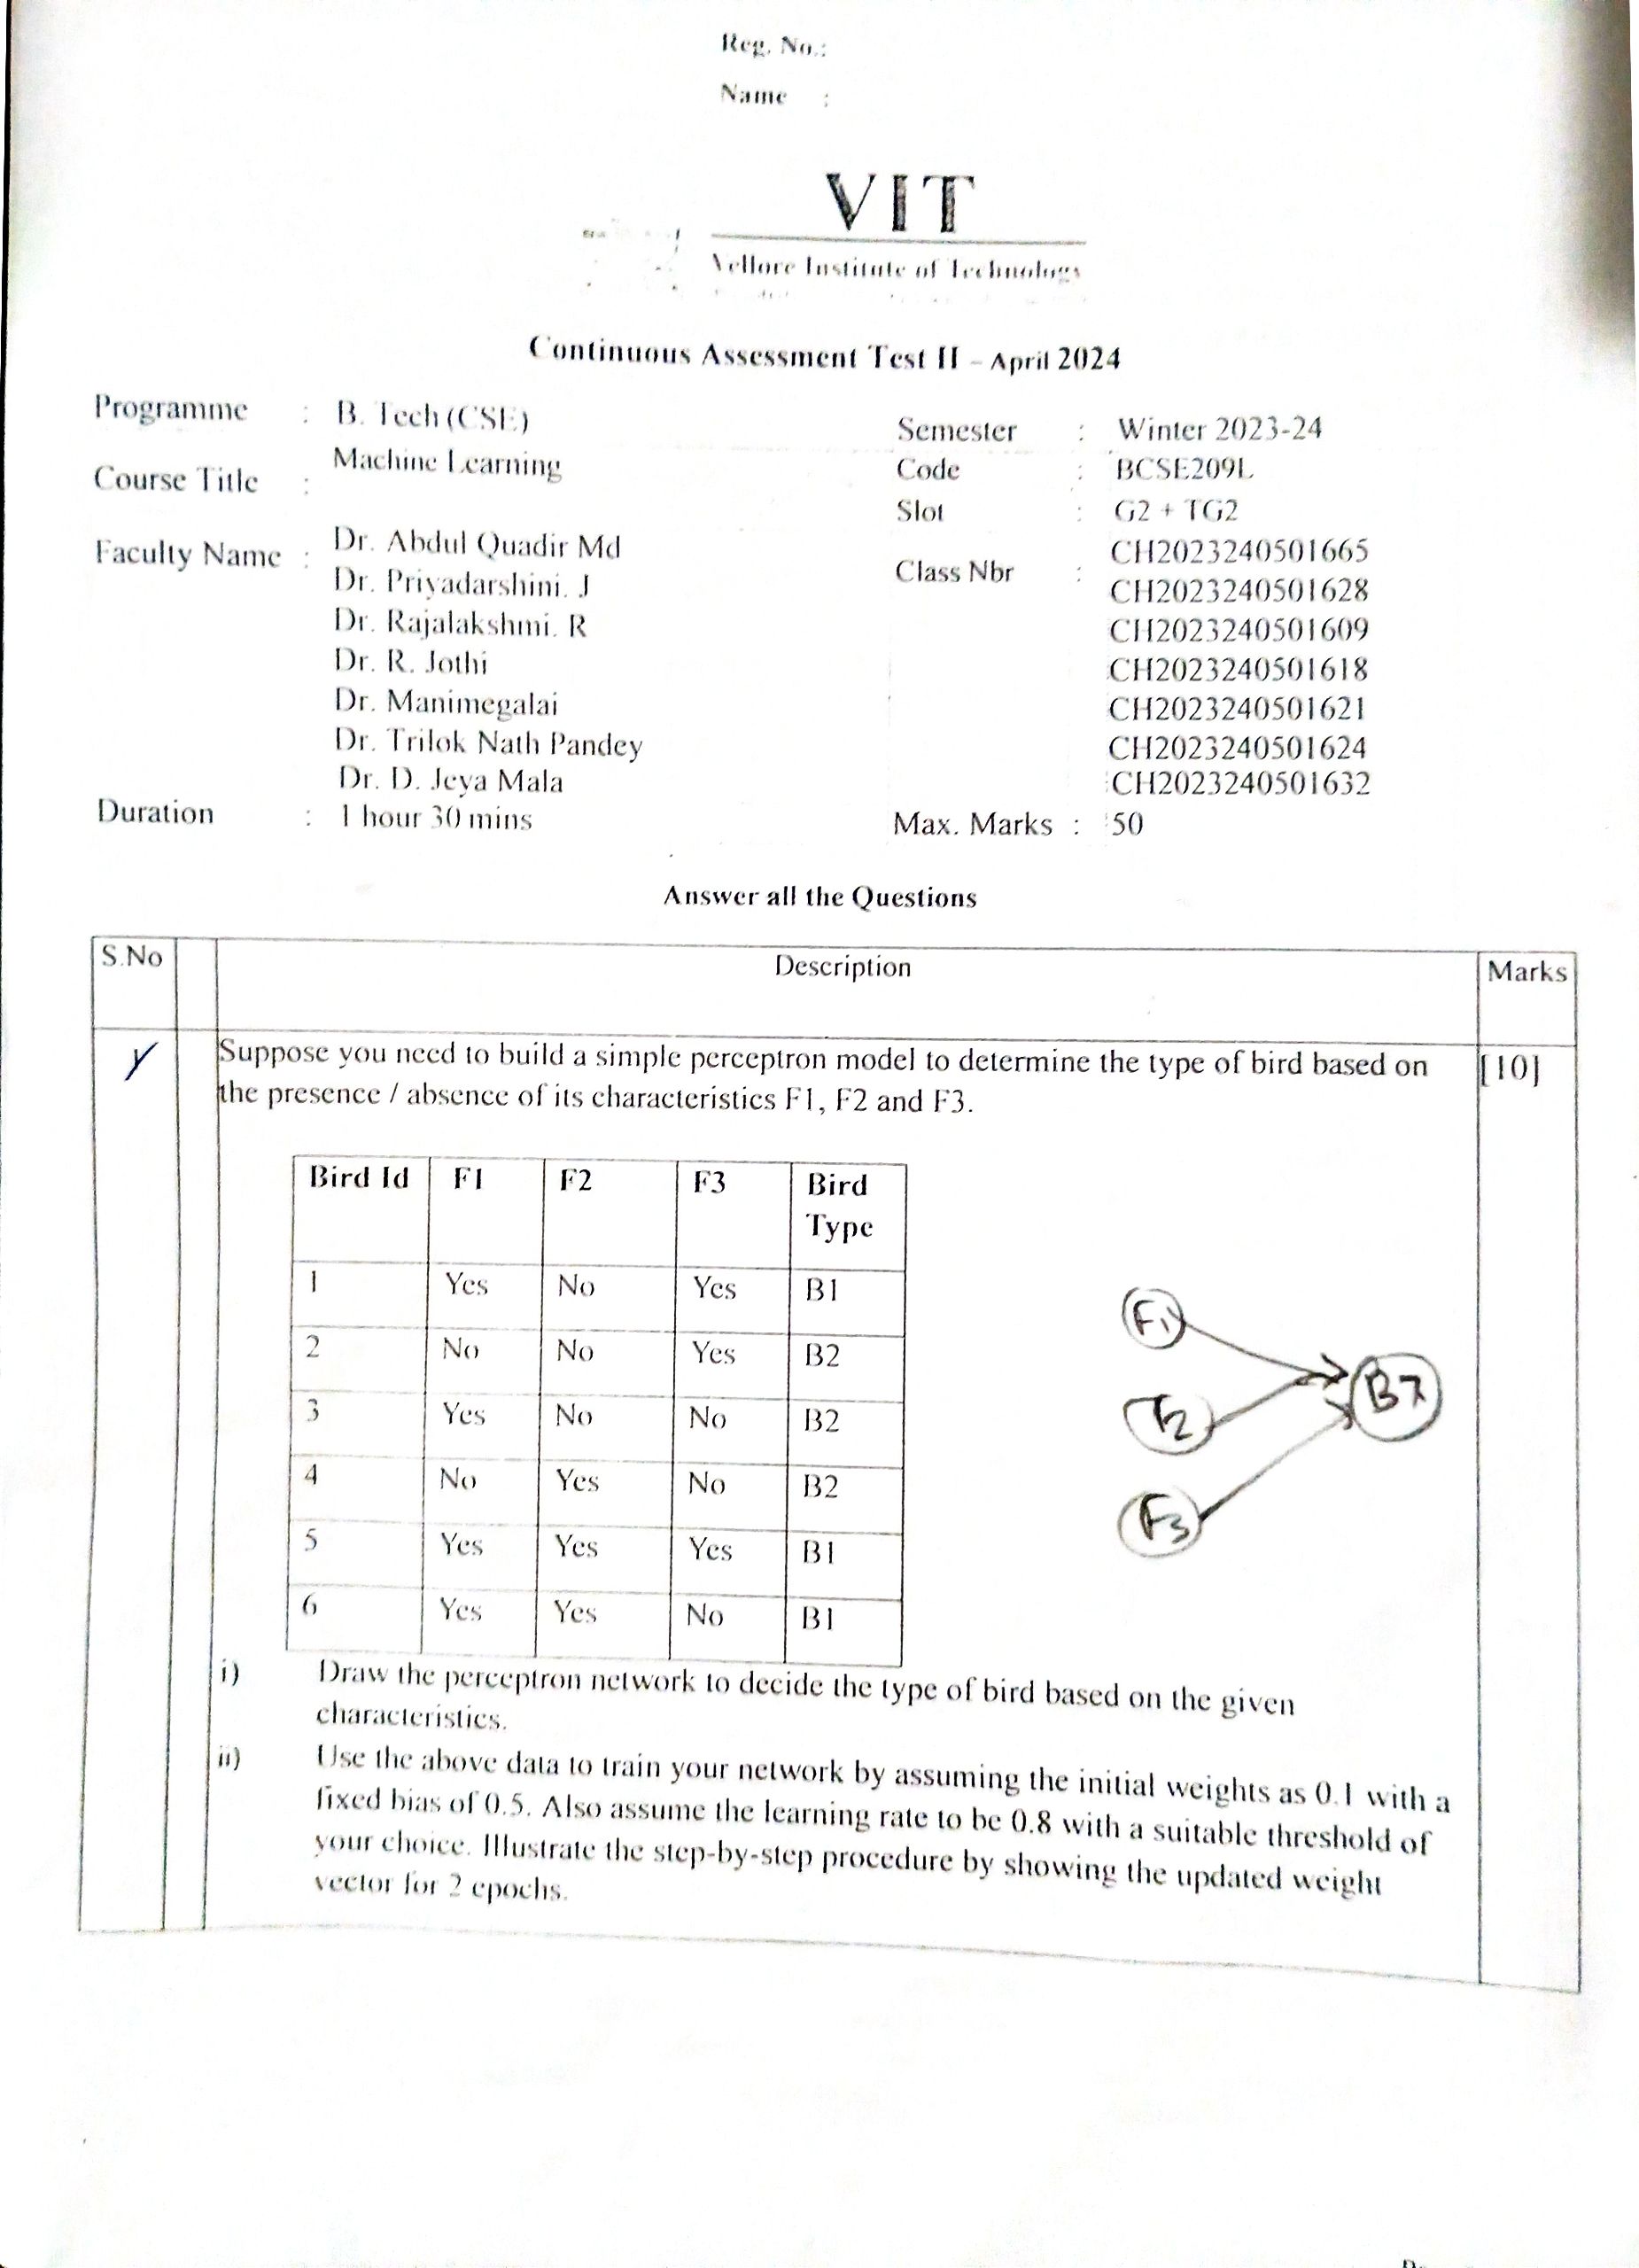 Reg. No.:
Name :
VIT
Vellore Institute of Technology
Continuous Assessment Test II – April 2024
Programme : B. Tech (CSE) Semester : Winter 2023-24
Course Title : Machine Learning Code : BCSE209L
Slot : G2 + TG2
Faculty Name : Dr. Abdul Quadir Md Class Nbr : CH2023240501665
Dr. Priyadarshini. J CH2023240501628
Dr. Rajalakshmi. R CH2023240501609
Dr. R. Jothi CH2023240501618
Dr. Manimegalai CH2023240501621
Dr. Trilok Nath Pandey CH2023240501624
Dr. D. Jeya Mala CH2023240501632
Duration : 1 hour 30 mins Max. Marks : 50
Answer all the Questions
S.No Description Marks
Suppose you need to build a simple perceptron model to determine the type of bird based on [10]
the presence / absence of its characteristics F1, F2 and F3.
Bird Id F1 F2 F3 Bird Type
1 Yes No Yes B1
2 No No Yes B2
3 Yes No No B2
4 No Yes No B2
5 Yes Yes Yes B1
6 Yes Yes No B1
F1
F2
F3
i) Draw the perceptron network to decide the type of bird based on the given
characteristics.
ii) Use the above data to train your network by assuming the initial weights as 0.1 with a
fixed bias of 0.5. Also assume the learning rate to be 0.8 with a suitable threshold of
your choice. Illustrate the step-by-step procedure by showing the updated weight
vector for 2 epochs.